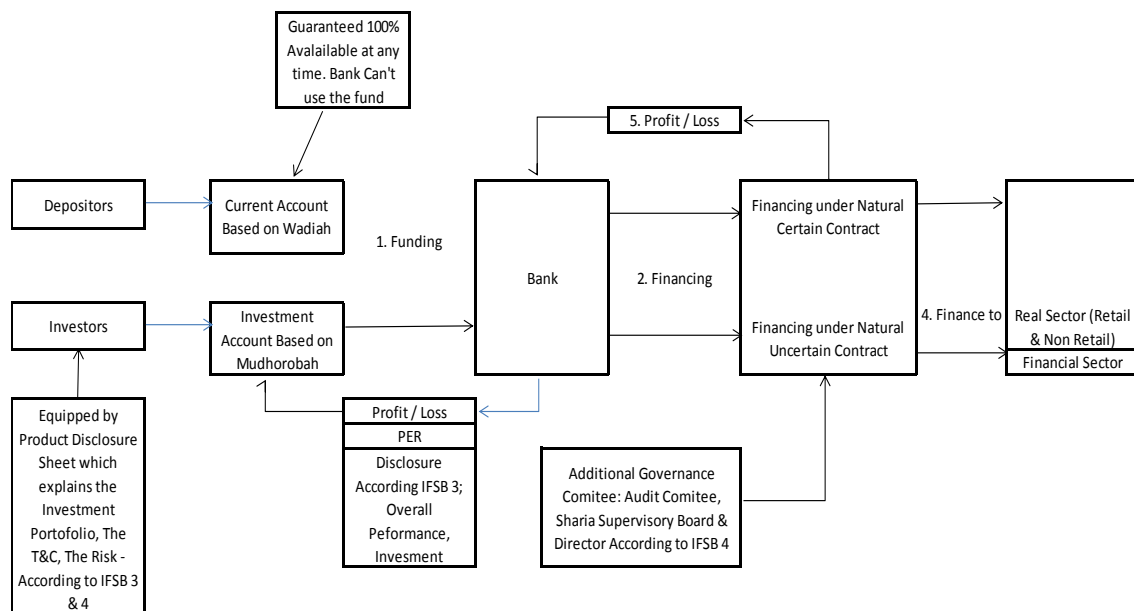 Guaranteed 100%
Avalailable at any
time. Bank Can't
use the fund
5. Profit / Loss
Depositors
Current Account
Based on Wadiah
1. Funding
Bank
2. Financing
Financing under Natural
Certain Contract
Investors
Investment
Account Based on
Mudhorobah
Financing under Natural
Uncertain Contract
4. Finance to
Real Sector (Retail
& Non Retail)
Financial Sector
Equipped by
Product Disclosure
Sheet which
explains the
Investment
Portofolio, The
T&C, The Risk -
According to IFSB 3
& 4
Profit / Loss
PER
Disclosure
According IFSB 3;
Overall
Peformance,
Invesment
Additional Governance
Comitee: Audit Comitee,
Sharia Supervisory Board &
Director According to IFSB 4